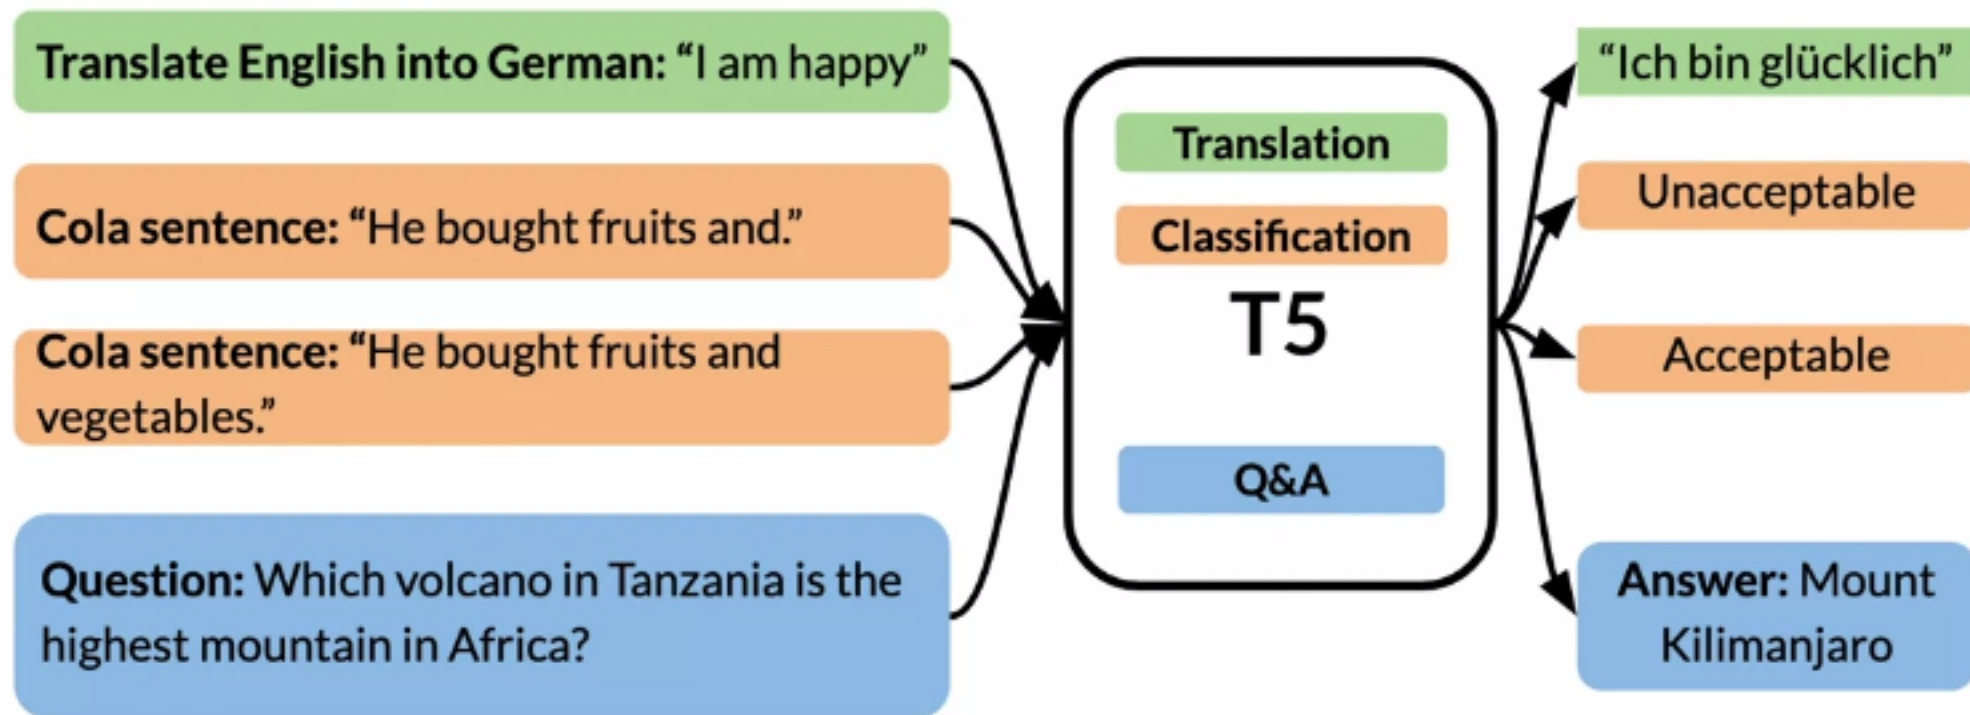 Translate English into German: “I am happy”
Cola sentence: “He bought fruits and.”
Cola sentence: “He bought fruits and
vegetables.”
Question: Which volcano in Tanzania is the
highest mountain in Africa?
Translation
Classification
T5
Q&A
“Ich bin glücklich”
Unacceptable
Acceptable
Answer: Mount
Kilimanjaro